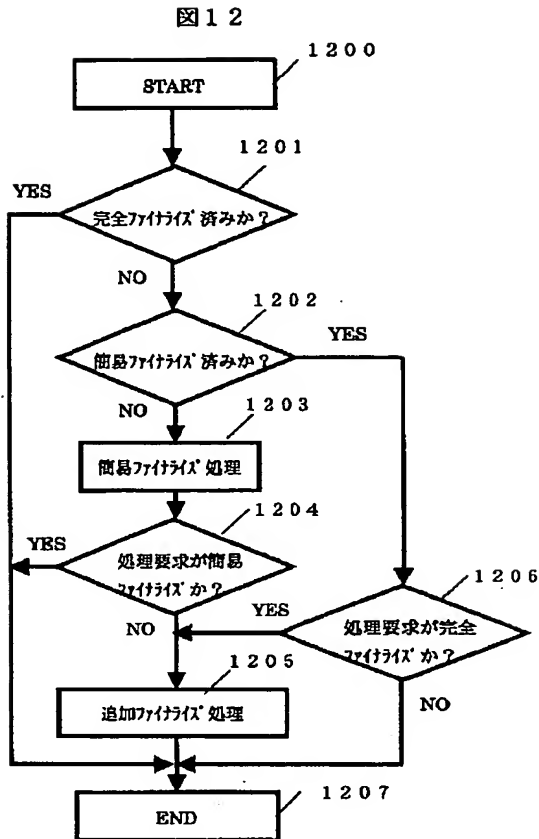 図12
1200
START
1201
YES
完全ファイナライズ済みか?
NO
1202
YES
簡易ファイナライズ済みか?
NO
1203
簡易ファイナライズ処理
1204
YES
処理要求が簡易
ファイナライズか?
1206
NO
YES
処理要求が完全
ファイナライズか?
1205
NO
追加ファイナライズ処理
1207
END